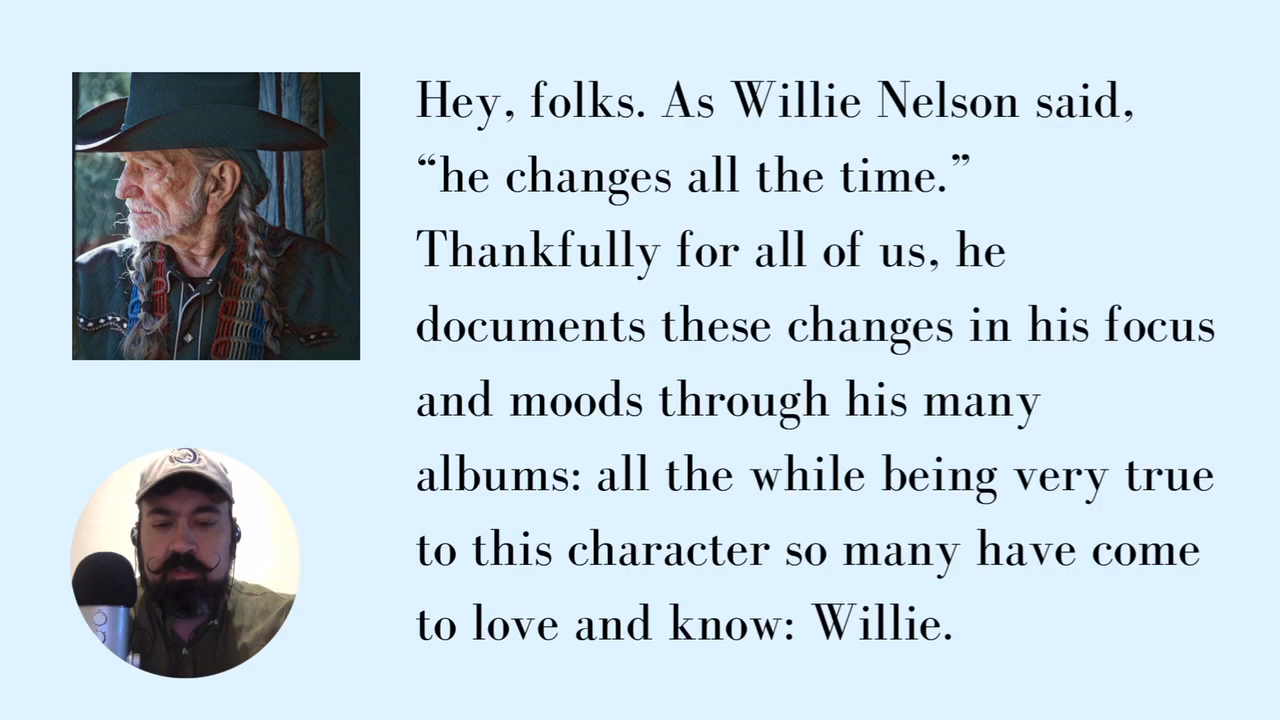 Hey, folks. As Willie Nelson said,
“he changes all the time.”
Thankfully for all of us, he
documents these changes in his focus
and moods through his many
albums: all the while being very true
to this character so many have come
to love and know: Willie.